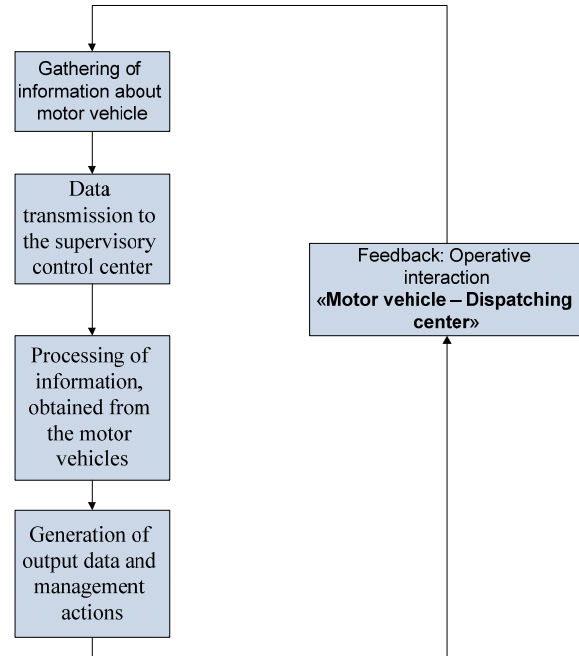 Gathering of
information about
motor vehicle
Data
transmission to
the supervisory
control center
Processing of
information,
obtained from
the motor
vehicles
Generation of
output data and
management
actions
Feedback: Operative
interaction
«Motor vehicle – Dispatching
center»